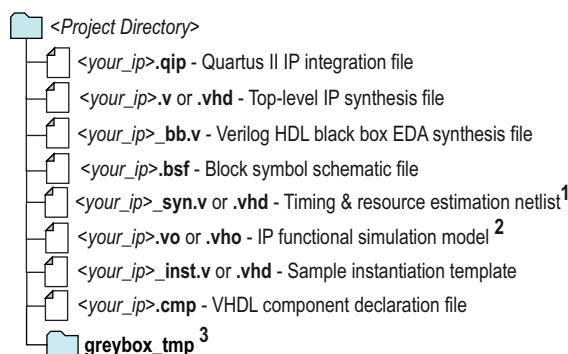 <Project Directory>
<your_ip>.qip - Quartus II IP integration file
<your_ip>.v or .vhd - Top-level IP synthesis file
<your_ip>_bb.v - Verilog HDL black box EDA synthesis file
<your_ip>.bsf - Block symbol schematic file
<your_ip>_syn.v or .vhd - Timing & resource estimation netlist 1
<your_ip>.vo or .vho - IP functional simulation model 2
<your_ip>_inst.v or .vhd - Sample instantiation template
<your_ip>.cmp - VHDL component declaration file
greybox_tmp 3